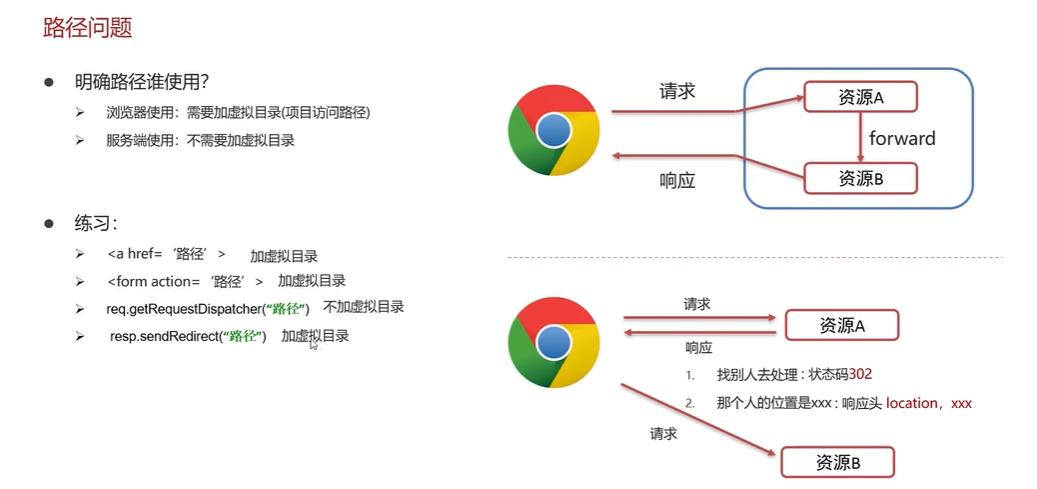 路径问题
明确路径谁使用?
浏览器使用：需要加虚拟目录(项目访问路径)
服务端使用：不需要加虚拟目录
练习：
<a href=‘路径’> 加虚拟目录
<form action=‘路径’> 加虚拟目录
req.getRequestDispatcher(“路径”) 不加虚拟目录
resp.sendRedirect(“路径”) 加虚拟目录
请求
资源A
forward
响应
资源B
请求
资源A
响应
1. 找别人去处理：状态码302
2. 那个人的位置是xxx：响应头 location，xxx
请求
资源B